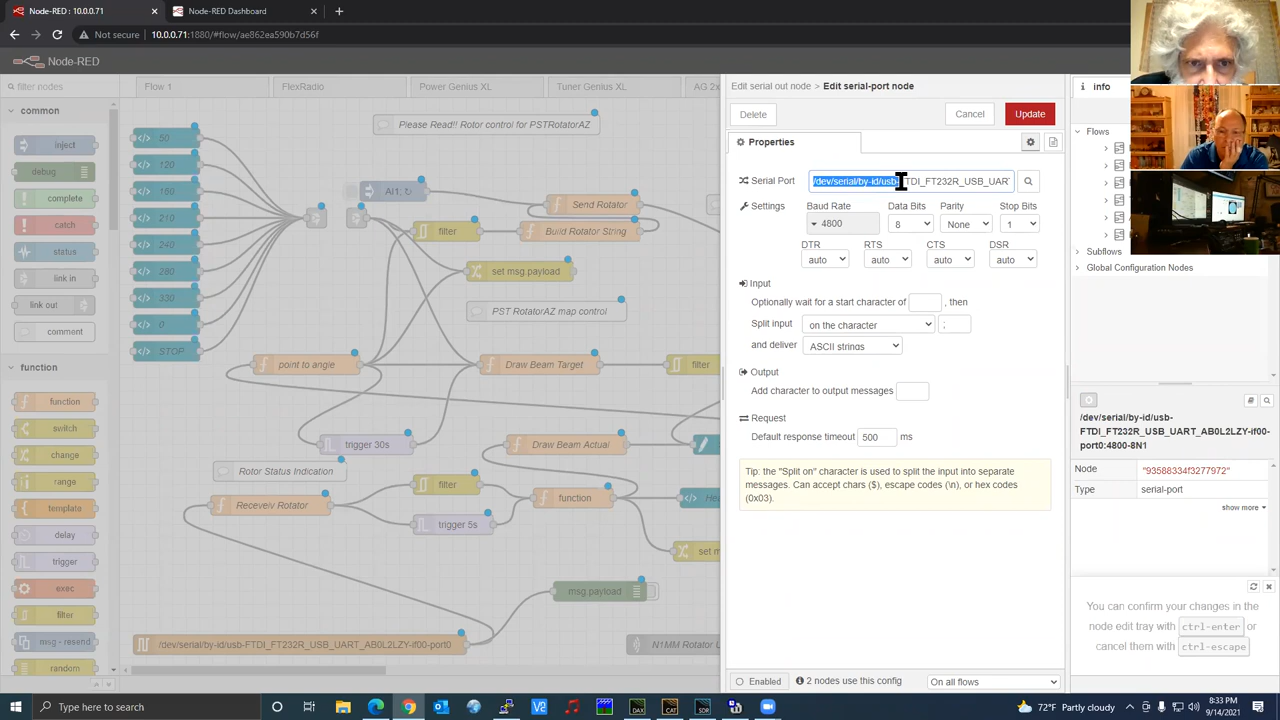 Node-RED
Node-RED Dashboard
Not secure
10.0.0.71:1880/#flow/ae862ea590b7d56f
Node-RED
filter nodes
Flow 1
FlexRadio
Power Genius XL
Tuner Genius XL
AG 2x
Edit serial out node > Edit serial-port node
info
common
inject
debug
complete
catch
status
link in
link out
comment
function
function
switch
change
range
template
delay
trigger
exec
filter
msg - resend
random
50
120
160
210
240
280
330
0
STOP
Please Read!! Rotor control for PSTRotatorAZ
AI1: ↻
Send Rotator
filter
Build Rotator String
set msg.payload
PST RotatorAZ map control
point to angle
Draw Beam Target
filter
trigger 30s
Draw Beam Actual
Rotor Status Indication
filter
Receveiv Rotator
function
trigger 5s
set m
msg.payload
/dev/serial/by-id/usb-FTDI_FT232R_USB_UART_AB0L2LZY-if00-port0
N1MM Rotator U
Delete
Cancel
Update
Properties
Serial Port
/dev/serial/by-id/usb-FTDI_FT232R_USB_UAR
Settings
Baud Rate
Data Bits
Parity
Stop Bits
4800
8
None
1
DTR
RTS
CTS
DSR
auto
auto
auto
auto
Input
Optionally wait for a start character of , then
Split input on the character ;
and deliver ASCII strings
Output
Add character to output messages
Request
Default response timeout 500 ms
Tip: the "Split on" character is used to split the input into separate
messages. Can accept chars ($), escape codes (\n), or hex codes
(0x03).
Enabled
2 nodes use this config
On all flows
Flows
Subflows
Global Configuration Nodes
/dev/serial/by-id/usb-
FTDI_FT232R_USB_UART_AB0L2LZY-if00-
port0:4800-8N1
Node
"93588334f3277972"
Type
serial-port
show more
You can confirm your changes in the
node edit tray with ctrl-enter or
cancel them with ctrl-escape
Type here to search
DAX
CAT
SDR
72°F Partly cloudy
8:33 PM
9/14/2021